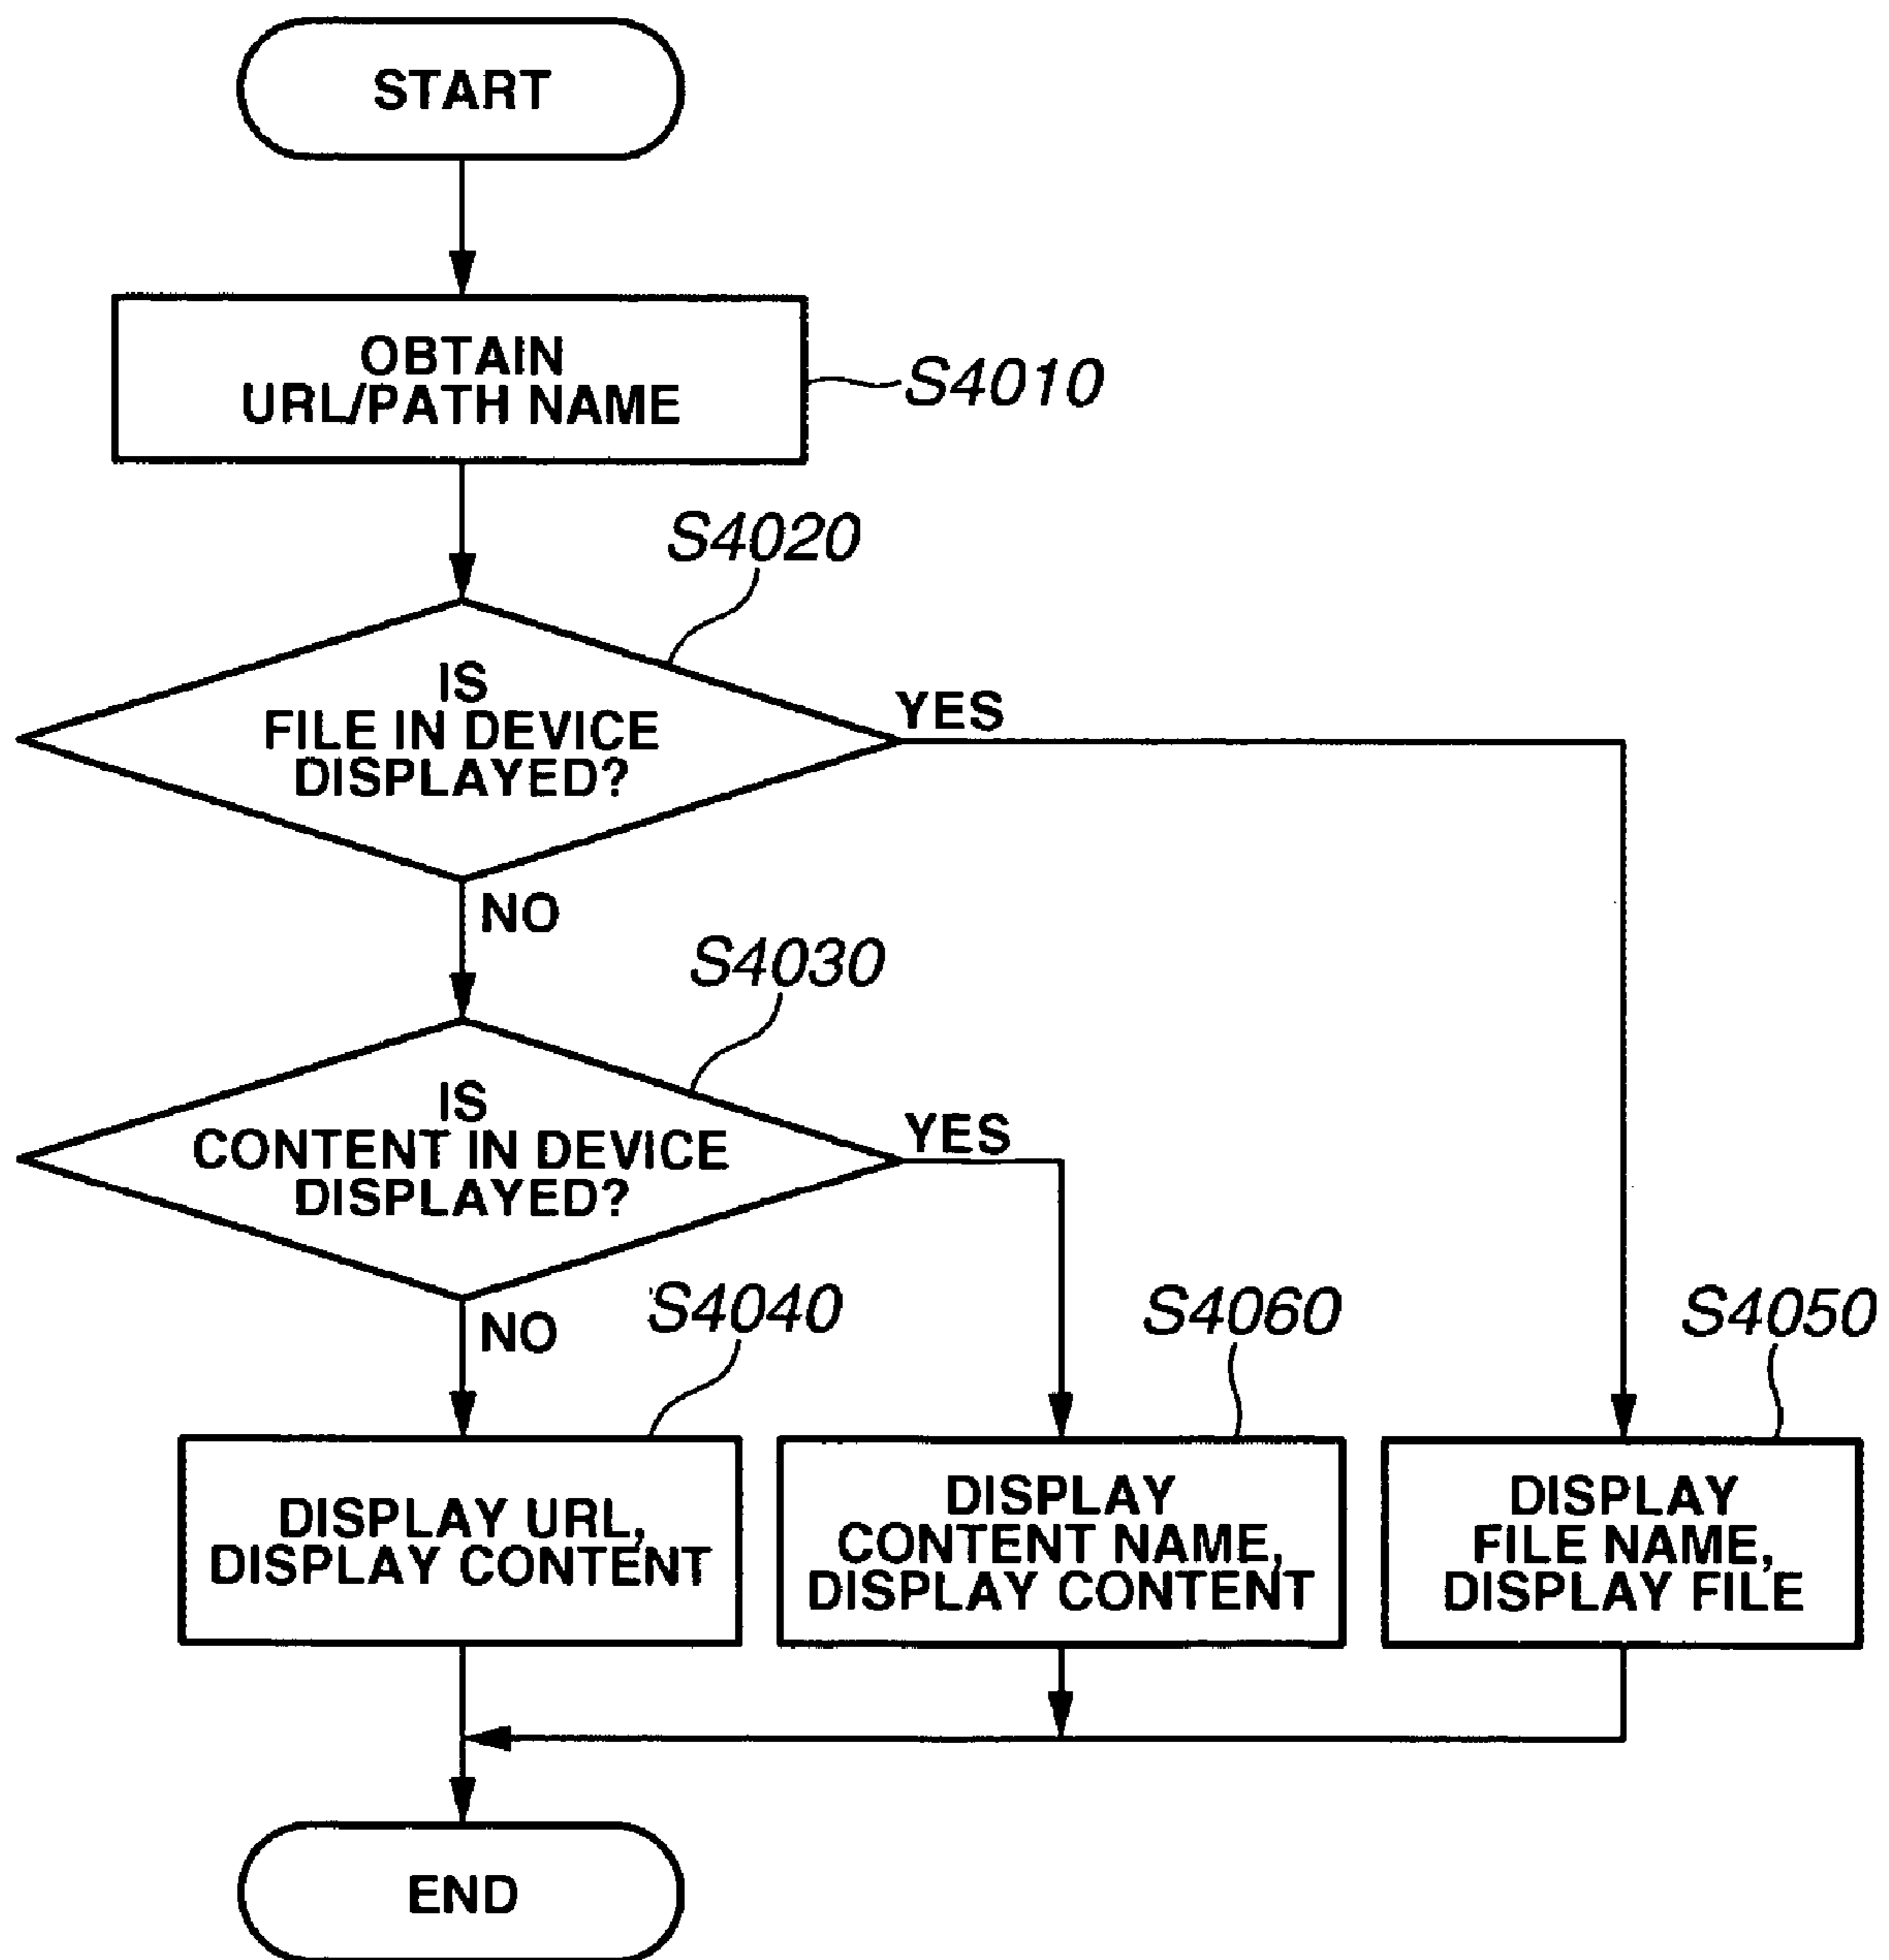 START
OBTAIN
URL/PATH NAME
S4010
S4020
IS
FILE IN DEVICE
DISPLAYED?
YES
NO
S4030
IS
CONTENT IN DEVICE
DISPLAYED?
YES
NO
S4040
S4060
S4050
DISPLAY URL,
DISPLAY CONTENT
DISPLAY
CONTENT NAME,
DISPLAY CONTENT
DISPLAY
FILE NAME,
DISPLAY FILE
END